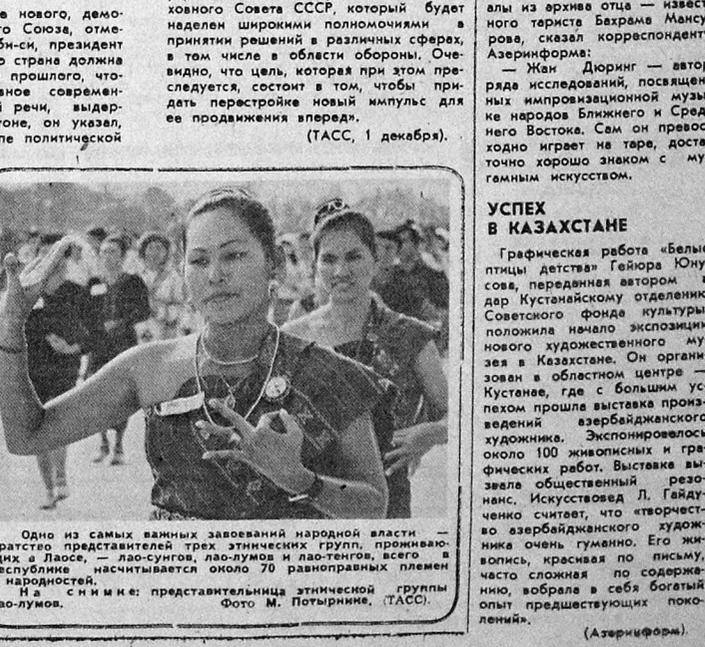 е нового, демо-
го Союза, отме-
би-си, президент
о страна должна
прошлого, что-
вное современ-
й речи, выдер-
тоне, он указал,
пе политической
ховного Совета СССР, который будет
наделен широкими полномочиями в
принятии решений в различных сферах,
в том числе в области обороны. Оче-
видно, что цель, которая при этом пре-
следуется, состоит в том, чтобы при-
дать перестройке новый импульс для
ее продвижения вперед».
(ТАСС, 1 декабря).
Одно из самых важных завоеваний народной власти —
ратство представителей трех этнических групп, проживаю-
щих в Лаосе, — лао-сунгов, лао-лумов и лао-тенгов, всего в
еспублике насчитывается около 70 равноправных племен
народностей.
На снимке: представительница этнической группы
ао-лумов. Фото М. Потырнике, (ТАСС).
алы из архива отца — извест
ного тариста Бахрама Мансу
рова, сказал корреспондент
Азеринформа:
— Жан Дюринг — автор
ряда исследований, посвящен
ных импровизационной музы
ке народов Ближнего и Сред
него Востока. Сам он превос
ходно играет на таре, доста
точно хорошо знаком с му
гамным искусством.
УСПЕХ
В КАЗАХСТАНЕ
Графическая работа «Белые
птицы детства» Гейюра Юну
сова, переданная автором в
дар Кустанайскому отделению
Советского фонда культуры
положила начало экспозиции
нового художественного му
зея в Казахстане. Он органи
зован в областном центре —
Кустанае, где с большим ус
пехом прошла выставка произ
ведений азербайджанского
художника. Экспонировалось
около 100 живописных и гра
фических работ. Выставка вы
звала общественный резо
нанс. Искусствовед Л. Гайду
ченко считает, что «творчест-
во азербайджанского худож-
ника очень гуманно. Его жи-
вопись, красивая по письму,
часто сложная по содержа-
нию, вобрала в себя богатый
опыт предшествующих поко-
лений».
(Азеринформ).